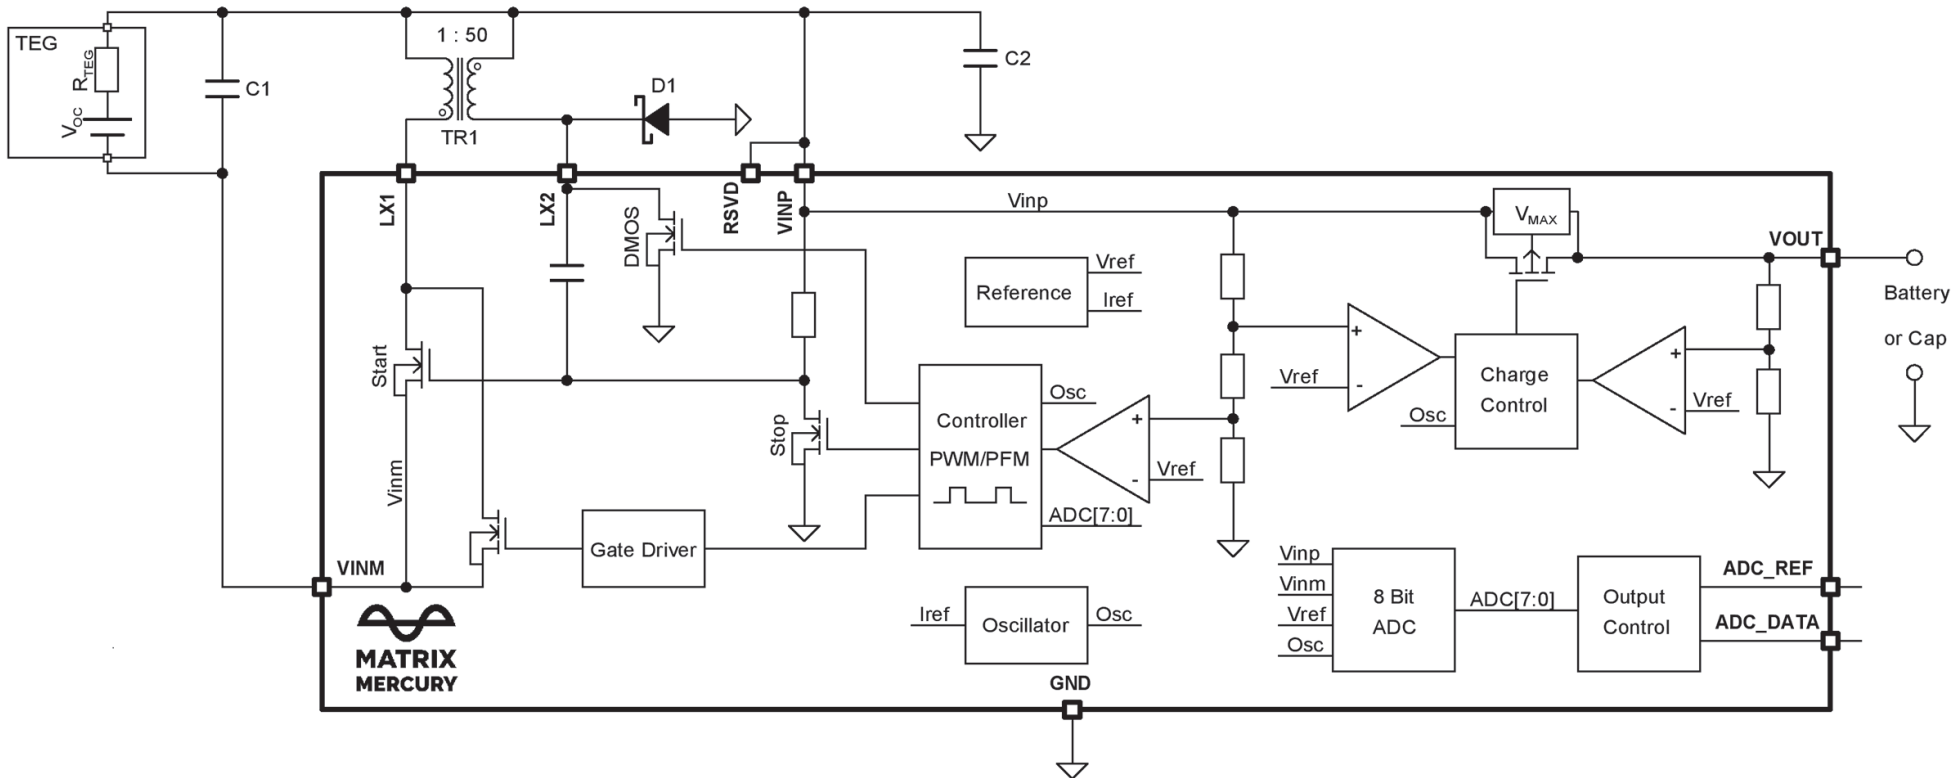 TEG
R_TEG
V_OC
C1
1 : 50
TR1
D1
C2
LX1
LX2
RSVD
VINP
DMOS
Vinp
V_MAX
VOUT
Battery
or Cap
Reference
Vref
Iref
Start
Stop
Vinm
+
-
Vref
Charge
Control
Osc
+
-
Vref
Controller
PWM/PFM
Osc
ADC[7:0]
+
-
Vref
Gate Driver
VINM
MATRIX
MERCURY
Iref
Oscillator
Osc
Vinp
Vinm
Vref
Osc
8 Bit
ADC
ADC[7:0]
Output
Control
ADC_REF
ADC_DATA
GND